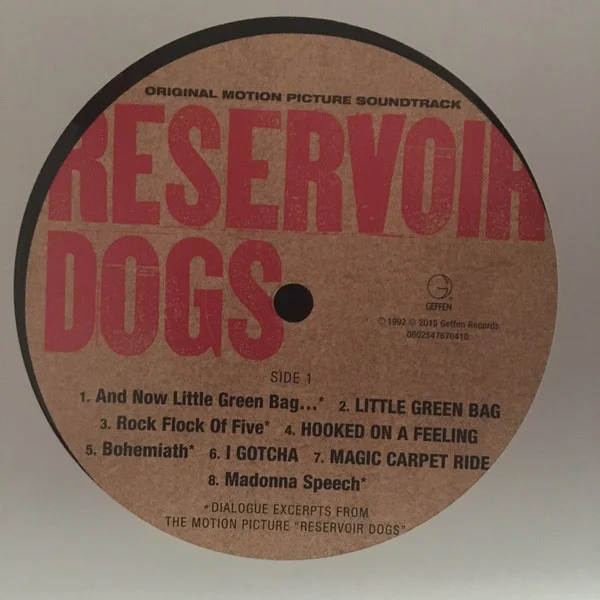 ORIGINAL MOTION PICTURE SOUNDTRACK
RESERVOIR
DOGS
G
GEFFEN
℗ 1992 © 2015 Geffen Records
0602547670410
SIDE 1
1. And Now Little Green Bag...* 2. LITTLE GREEN BAG
3. Rock Flock Of Five* 4. HOOKED ON A FEELING
5. Bohemiath* 6. I GOTCHA 7. MAGIC CARPET RIDE
8. Madonna Speech*
*DIALOGUE EXCERPTS FROM
THE MOTION PICTURE "RESERVOIR DOGS"